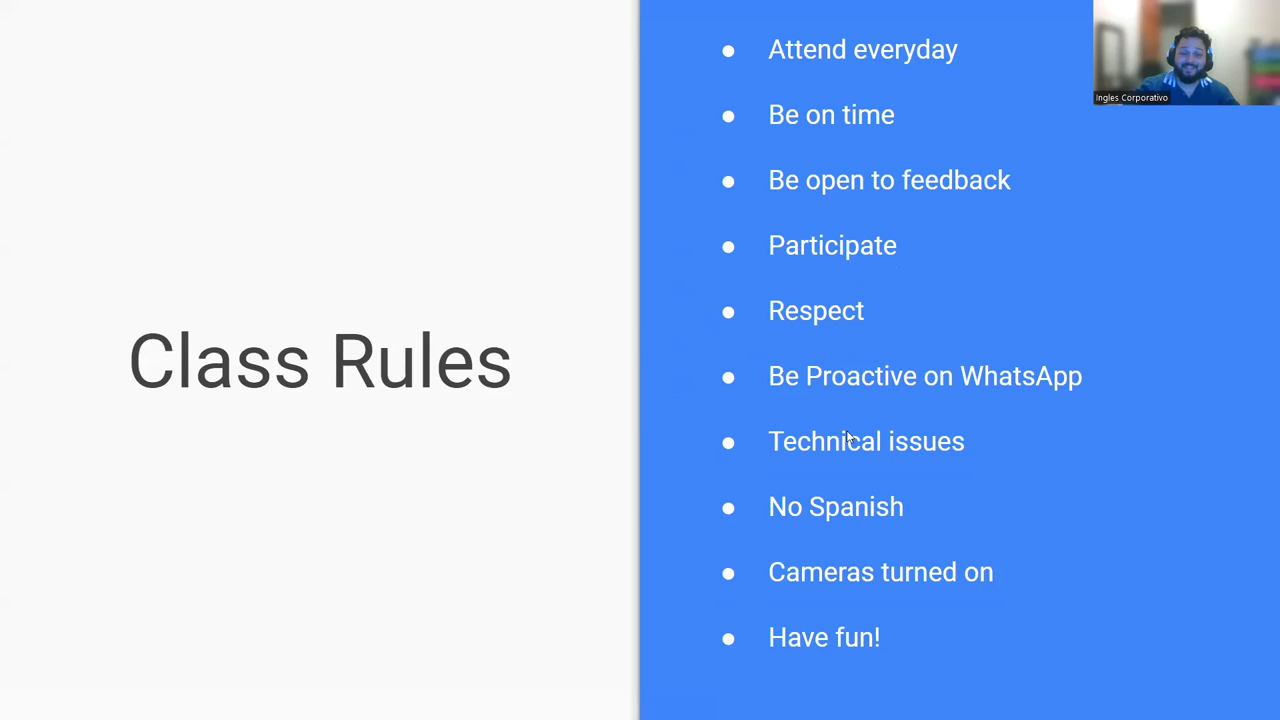 Class Rules
Attend everyday
Be on time
Be open to feedback
Participate
Respect
Be Proactive on WhatsApp
Technical issues
No Spanish
Cameras turned on
Have fun!
Ingles Corporativo